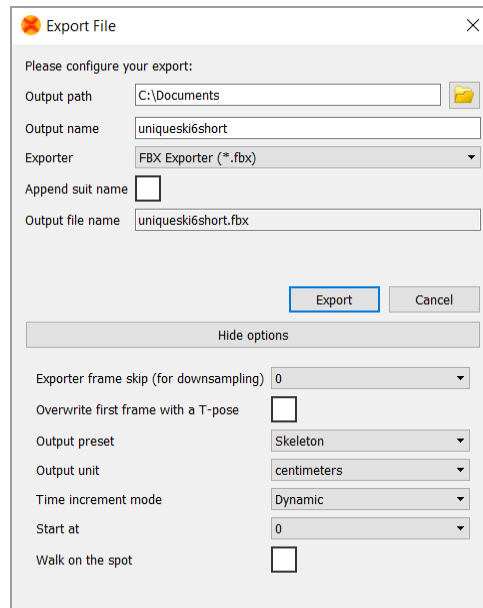 Export File
Please configure your export:
Output path C:\Documents
Output name uniqueski6short
Exporter FBX Exporter (*.fbx)
Append suit name
Output file name uniqueski6short.fbx
Export Cancel
Hide options
Exporter frame skip (for downsampling) 0
Overwrite first frame with a T-pose
Output preset Skeleton
Output unit centimeters
Time increment mode Dynamic
Start at 0
Walk on the spot